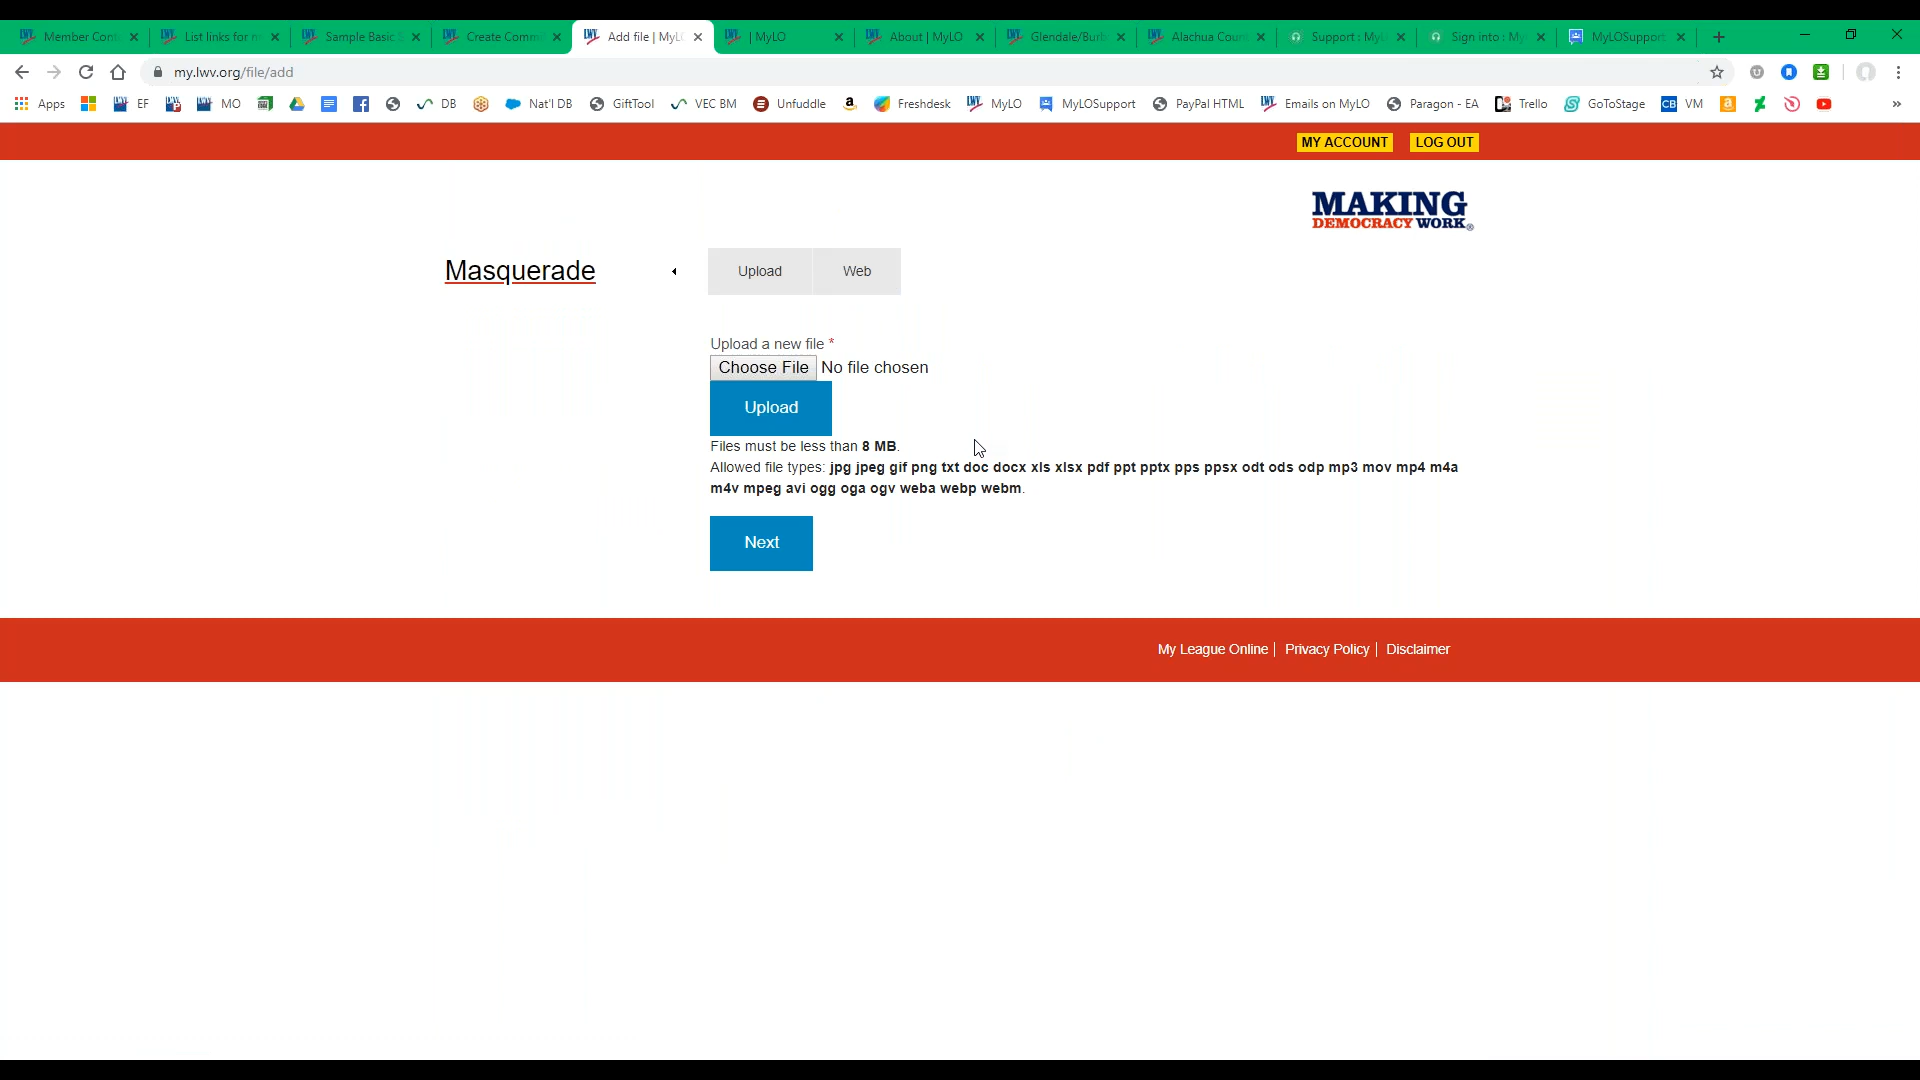 Member Cont
List links for m
Sample Basic S
Create Commi
Add file | MyLO
| MyLO
About | MyLO
Glendale/Burb
Alachua Coun
Support : MyL
Sign into : My
MyLOSupport
my.lwv.org/file/add
Apps
EF
MO
DB
Nat'l DB
GiftTool
VEC BM
Unfuddle
Freshdesk
MyLO
MyLOSupport
PayPal HTML
Emails on MyLO
Paragon - EA
Trello
GoToStage
CB VM
MY ACCOUNT LOG OUT
MAKING
DEMOCRACY WORK®
Masquerade
Upload Web
Upload a new file *
Choose File No file chosen
Upload
Files must be less than 8 MB.
Allowed file types: jpg jpeg gif png txt doc docx xls xlsx pdf ppt pptx pps ppsx odt ods odp mp3 mov mp4 m4a
m4v mpeg avi ogg oga ogv weba webp webm.
Next
My League Online | Privacy Policy | Disclaimer